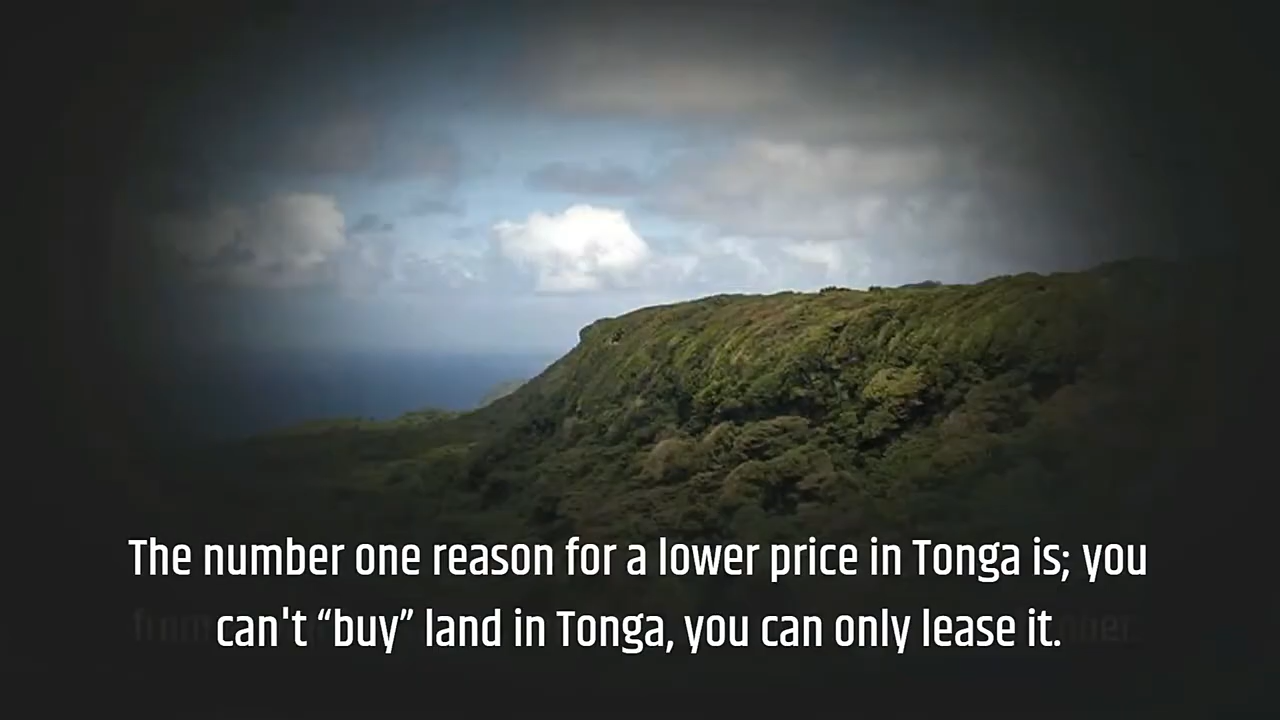 The number one reason for a lower price in Tonga is; you
can't “buy” land in Tonga, you can only lease it.